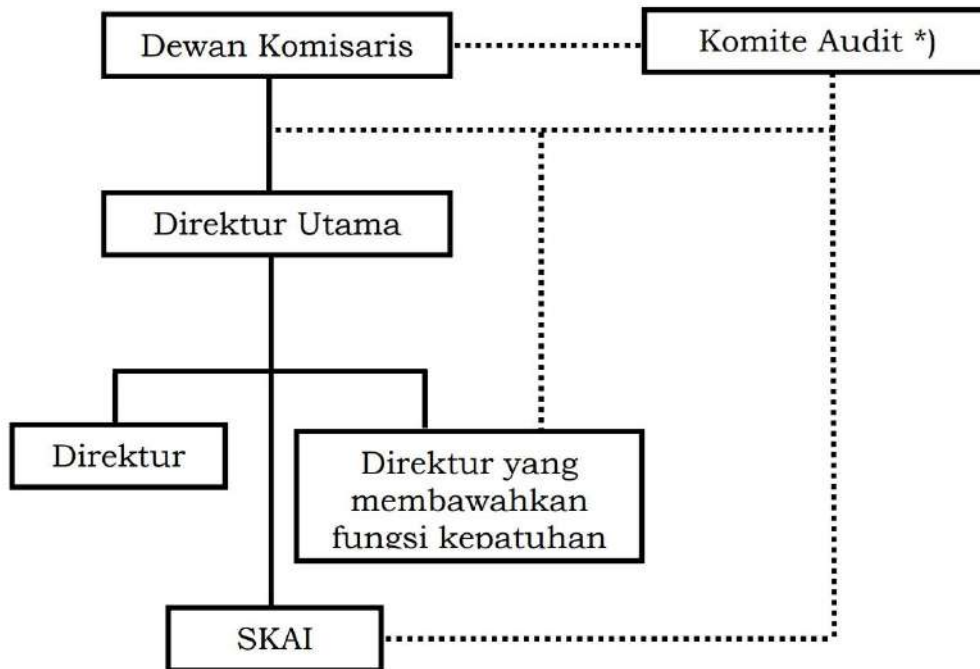 Dewan Komisaris
Komite Audit *)
Direktur Utama
Direktur
Direktur yang
membawahkan
fungsi kepatuhan
SKAI